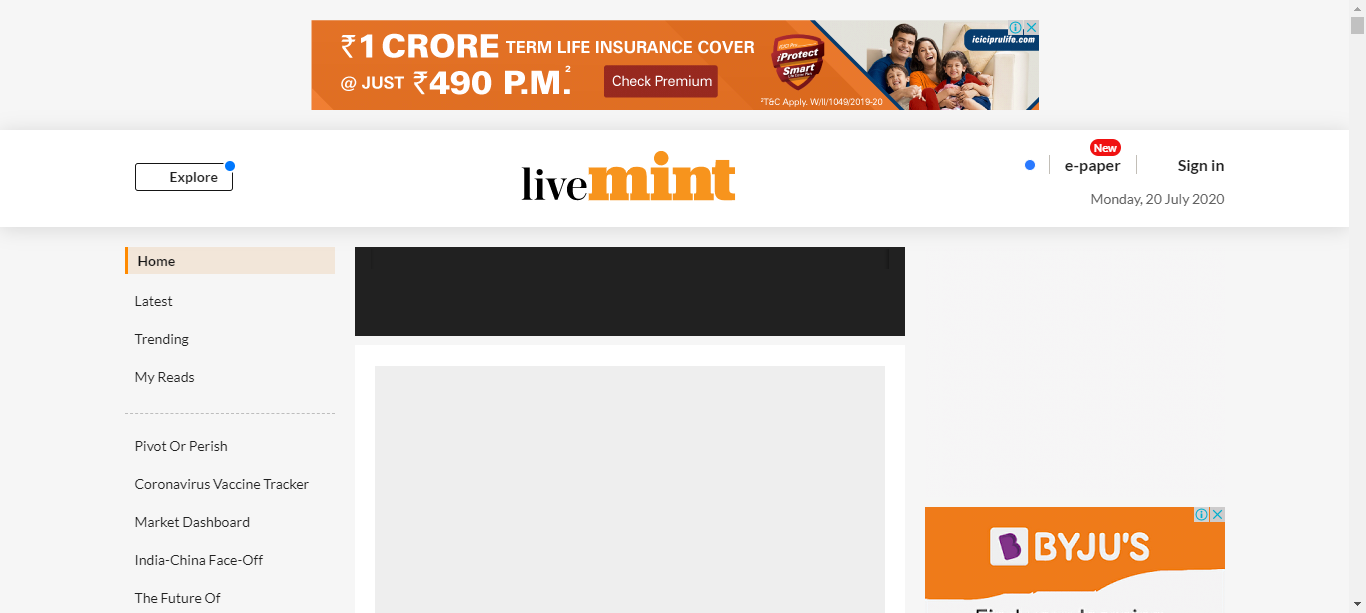 ₹1 CRORE TERM LIFE INSURANCE COVER
@ JUST ₹490 P.M.2
Check Premium
iProtect
Smart
iciciprulife.com
²T&C Apply. W/II/1049/2019-20
Explore
livemint
New
e-paper
Sign in
Monday, 20 July 2020
Home
Latest
Trending
My Reads
Pivot Or Perish
Coronavirus Vaccine Tracker
Market Dashboard
India-China Face-Off
The Future Of
BYJU'S